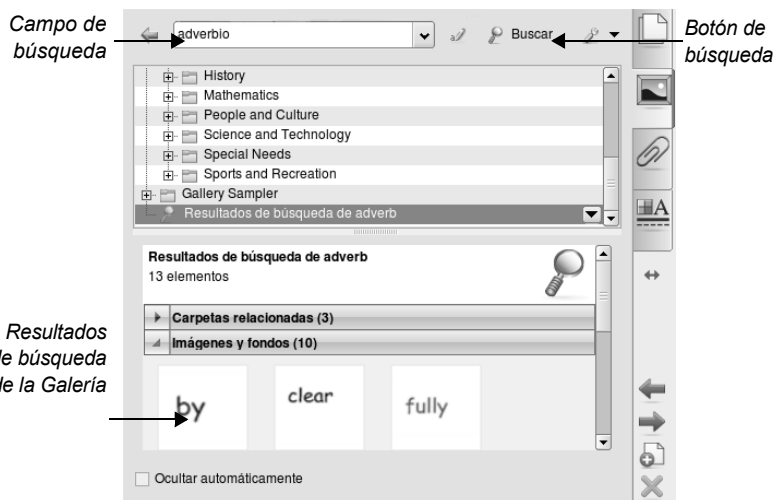 Campo de
búsqueda
adverbio
Buscar
Botón de
búsqueda
History
Mathematics
People and Culture
Science and Technology
Special Needs
Sports and Recreation
Gallery Sampler
Resultados de búsqueda de adverb
Resultados de búsqueda de adverb
13 elementos
Carpetas relacionadas (3)
Imágenes y fondos (10)
Resultados
de búsqueda
de la Galería
by
clear
fully
A
Ocultar automáticamente